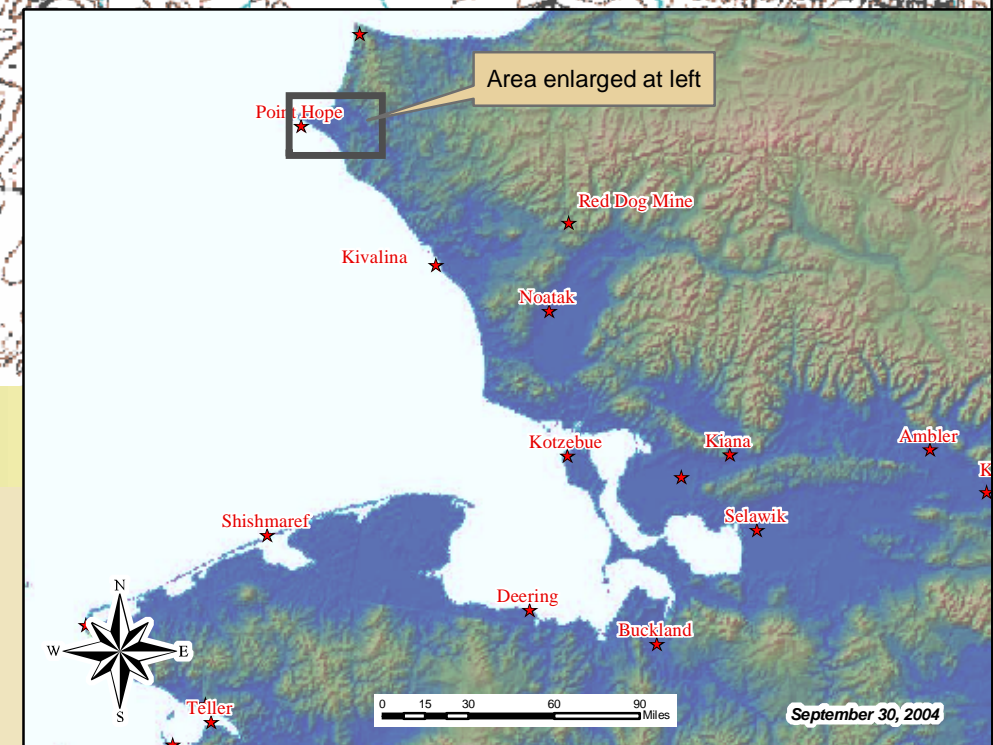 Area enlarged at left
Point Hope
Red Dog Mine
Kivalina
Noatak
Kotzebue
Kiana
Ambler
K
Shishmaref
Selawik
N
Deering
W
E
Buckland
S
Teller
0 15 30 60 90
Miles
September 30, 2004